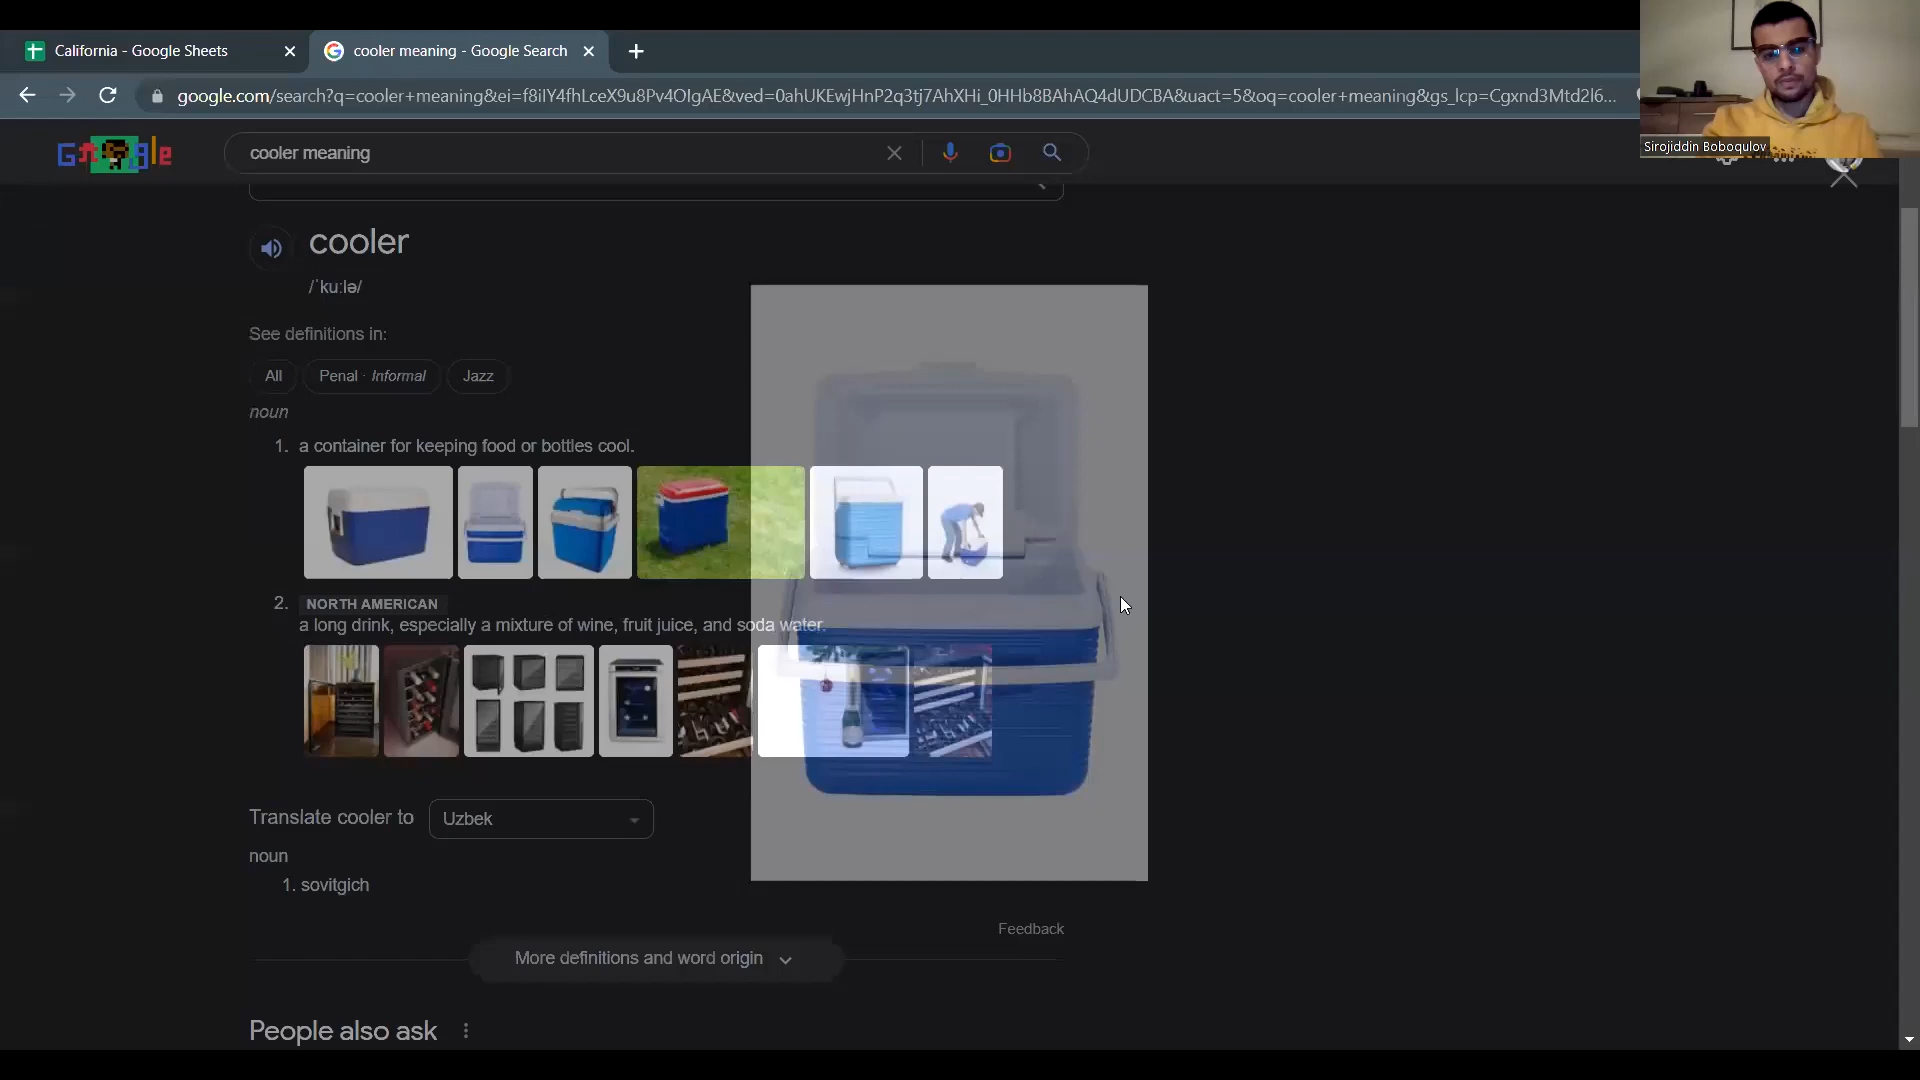 California - Google Sheets
cooler meaning - Google Search
google.com/search?q=cooler+meaning&ei=f8iIY4fhLceX9u8Pv4OIgAE&ved=0ahUKEwjHnP2q3tj7AhXHi_0HHb8BAhAQ4dUDCBA&uact=5&oq=cooler+meaning&gs_lcp=Cgxnd3Mtd2l6...
Sirojiddin Boboqulov
Google
cooler meaning
cooler
/ˈkuːlə/
See definitions in:
All
Penal · Informal
Jazz
noun
1. a container for keeping food or bottles cool.
2. NORTH AMERICAN
a long drink, especially a mixture of wine, fruit juice, and soda water.
Translate cooler to
Uzbek
noun
1. sovitgich
Feedback
More definitions and word origin
People also ask